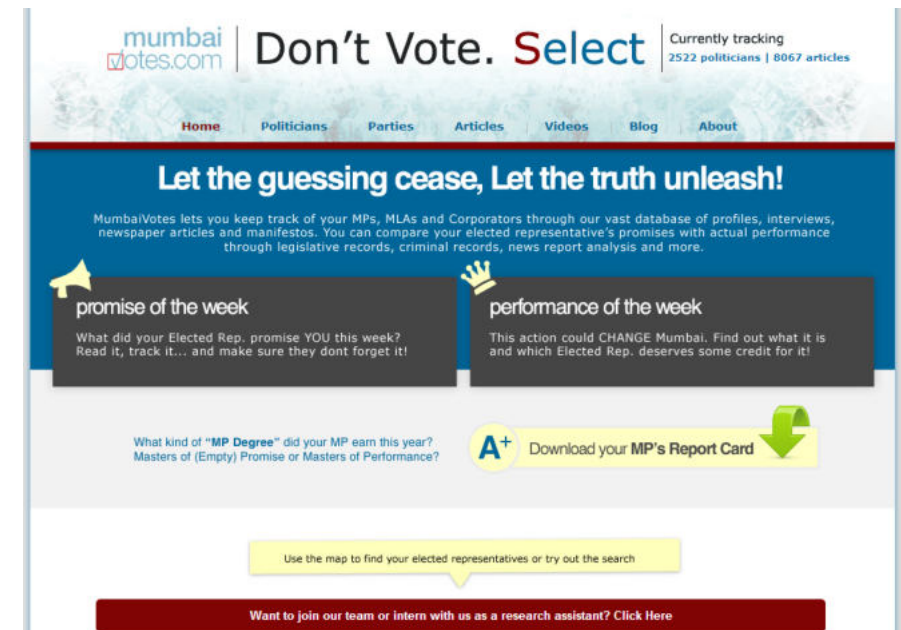 mumbai
votes.com
Don't Vote. Select
Currently tracking
2522 politicians | 8067 articles
Home Politicians Parties Articles Videos Blog About
Let the guessing cease, Let the truth unleash!
MumbaiVotes lets you keep track of your MPs, MLAs and Corporators through our vast database of profiles, interviews,
newspaper articles and manifestos. You can compare your elected representative's promises with actual performance
through legislative records, criminal records, news report analysis and more.
promise of the week
What did your Elected Rep. promise YOU this week?
Read it, track it... and make sure they dont forget it!
performance of the week
This action could CHANGE Mumbai. Find out what it is
and which Elected Rep. deserves some credit for it!
What kind of "MP Degree" did your MP earn this year?
Masters of (Empty) Promise or Masters of Performance?
A+ Download your MP's Report Card
Use the map to find your elected representatives or try out the search
Want to join our team or intern with us as a research assistant? Click Here